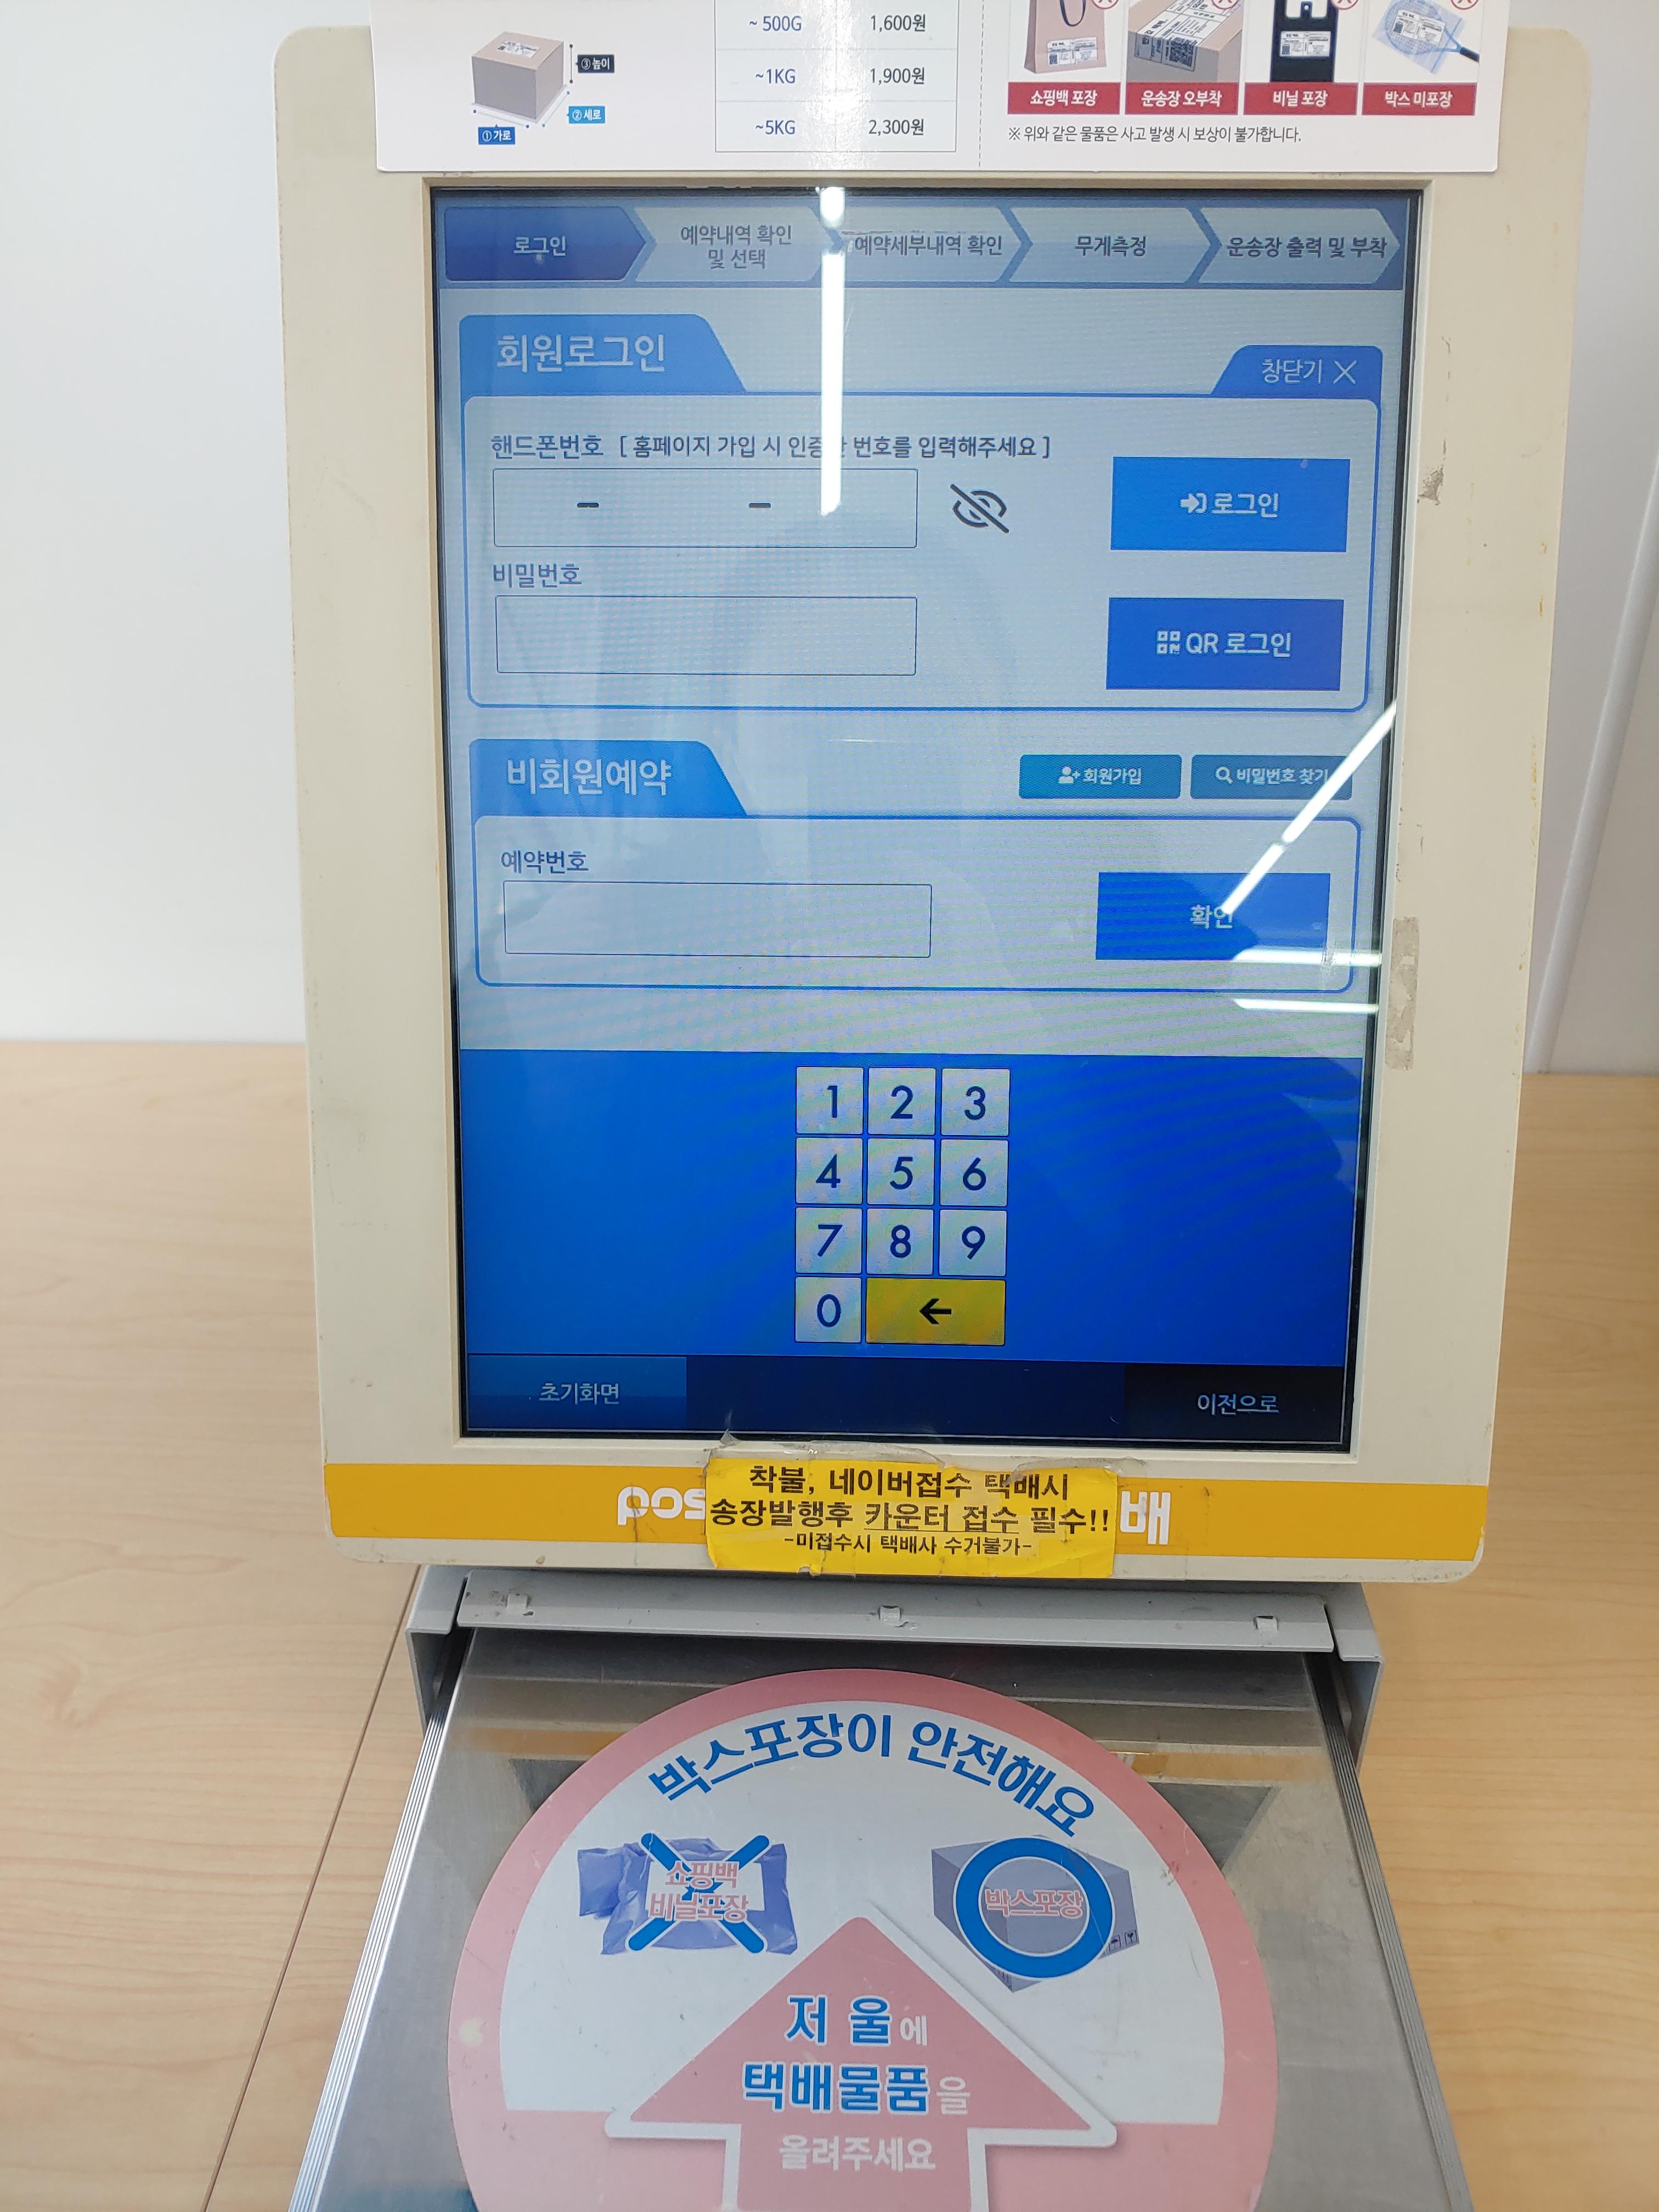 ~ 500G 1,600원
~1KG 1,900원
~5KG 2,300원
③ 높이
② 세로
① 가로
쇼핑백 포장
운송장 오부착
비닐 포장
박스 미포장
※ 위와 같은 물품은 사고 발생 시 보상이 불가합니다.
로그인
예약내역 확인
및 선택
예약세부내역 확인
무게측정
운송장 출력 및 부착
회원로그인
창닫기 ×
핸드폰번호 [ 홈페이지 가입 시 인증한 번호를 입력해주세요 ]
- -
로그인
비밀번호
QR 로그인
비회원예약
회원가입
비밀번호 찾기
예약번호
확인
1 2 3
4 5 6
7 8 9
0 ←
초기화면
이전으로
착불, 네이버접수 택배시
송장발행후 카운터 접수 필수!!
-미접수시 택배사 수거불가-
박스포장이 안전해요
쇼핑백
비닐포장
박스포장
저울에
택배물품을
올려주세요